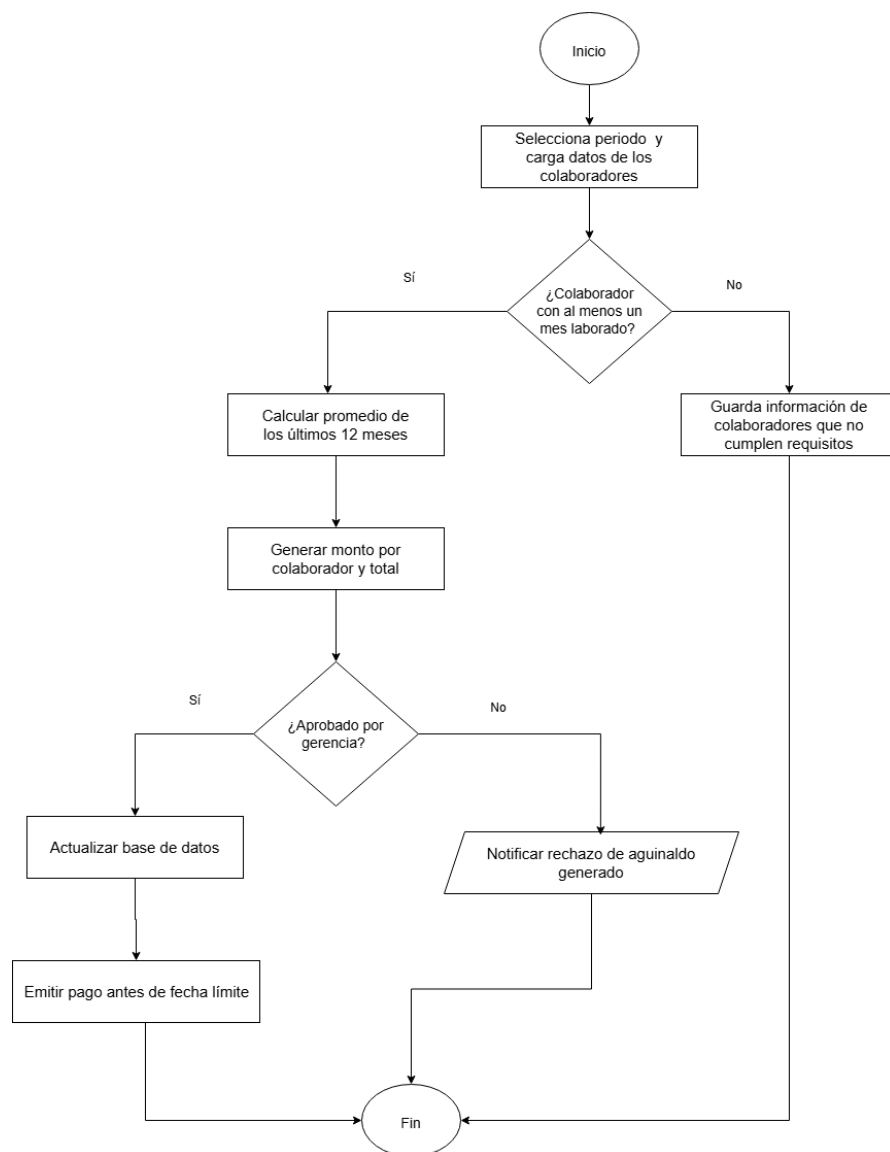 Inicio
Selecciona periodo y
carga datos de los
colaboradores
Sí
¿Colaborador
con al menos un
mes laborado?
No
Calcular promedio de
los últimos 12 meses
Guarda información de
colaboradores que no
cumplen requisitos
Generar monto por
colaborador y total
Sí
¿Aprobado por
gerencia?
No
Actualizar base de datos
Notificar rechazo de aguinaldo
generado
Emitir pago antes de fecha límite
Fin